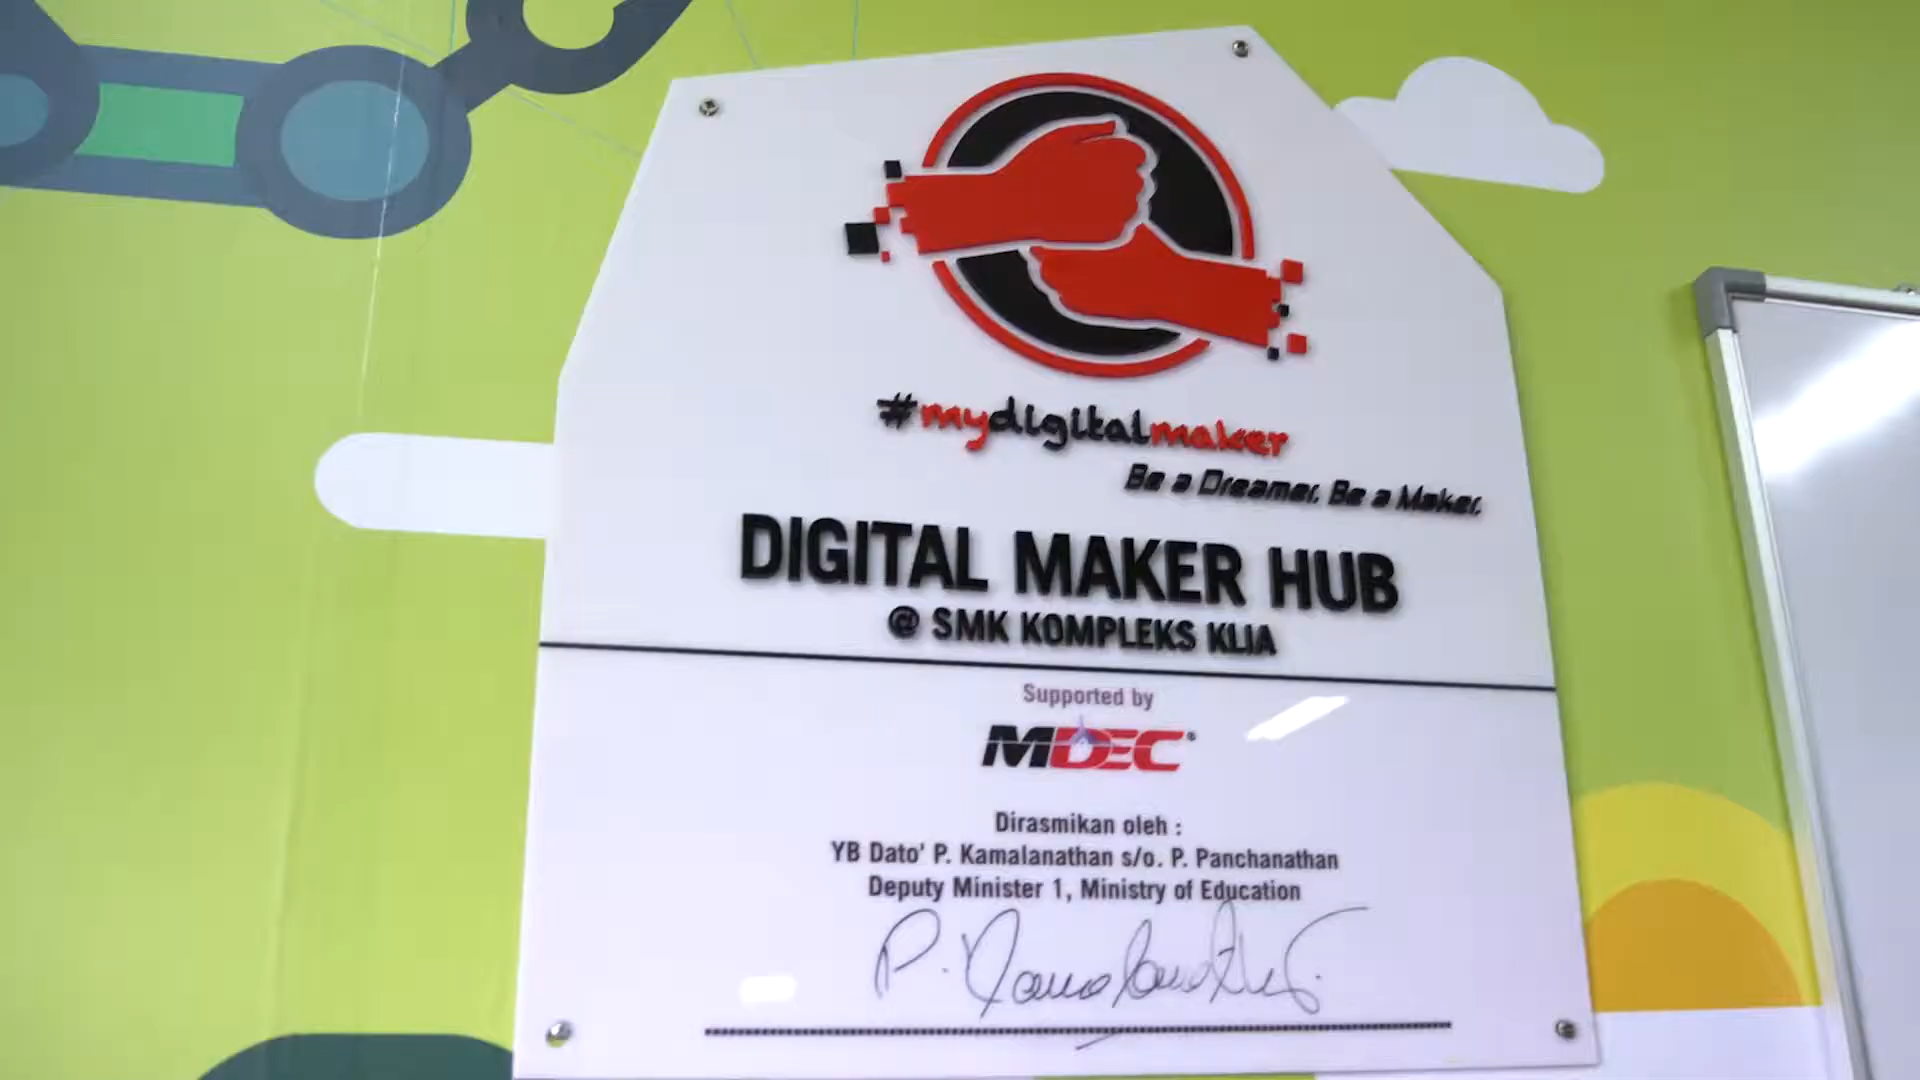 #mydigitalmaker
Be a Dreamer. Be a Maker.
DIGITAL MAKER HUB
@ SMK KOMPLEKS KLIA
Supported by
MDEC
Dirasmikan oleh :
YB Dato' P. Kamalanathan s/o. P. Panchanathan
Deputy Minister 1, Ministry of Education
P. Kamalanathan